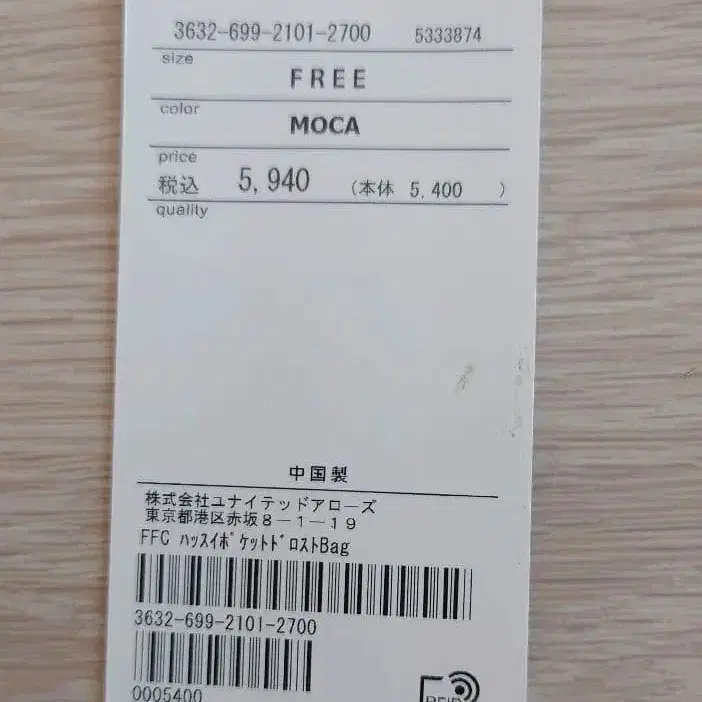 3632-699-2101-2700 5333874
size
FREE
color
MOCA
price
税込 5,940 (本体 5,400 )
quality
中国製
株式会社ユナイテッドアローズ
東京都港区赤坂8-1-19
FFC ﾊｯｽｲﾎﾟｹｯﾄﾄﾞﾛｽﾄBag
3632-699-2101-2700
0005400
RFID